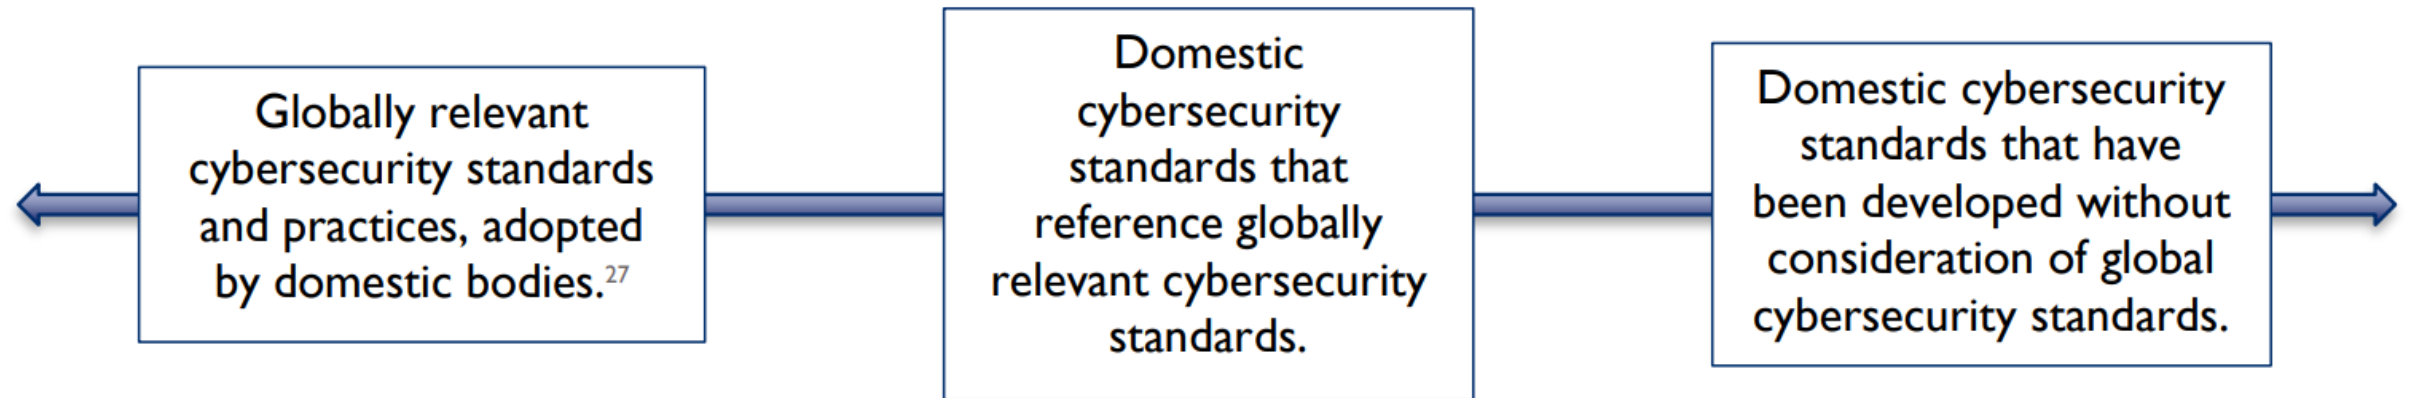 Globally relevant
cybersecurity standards
and practices, adopted
by domestic bodies.27
Domestic
cybersecurity
standards that
reference globally
relevant cybersecurity
standards.
Domestic cybersecurity
standards that have
been developed without
consideration of global
cybersecurity standards.